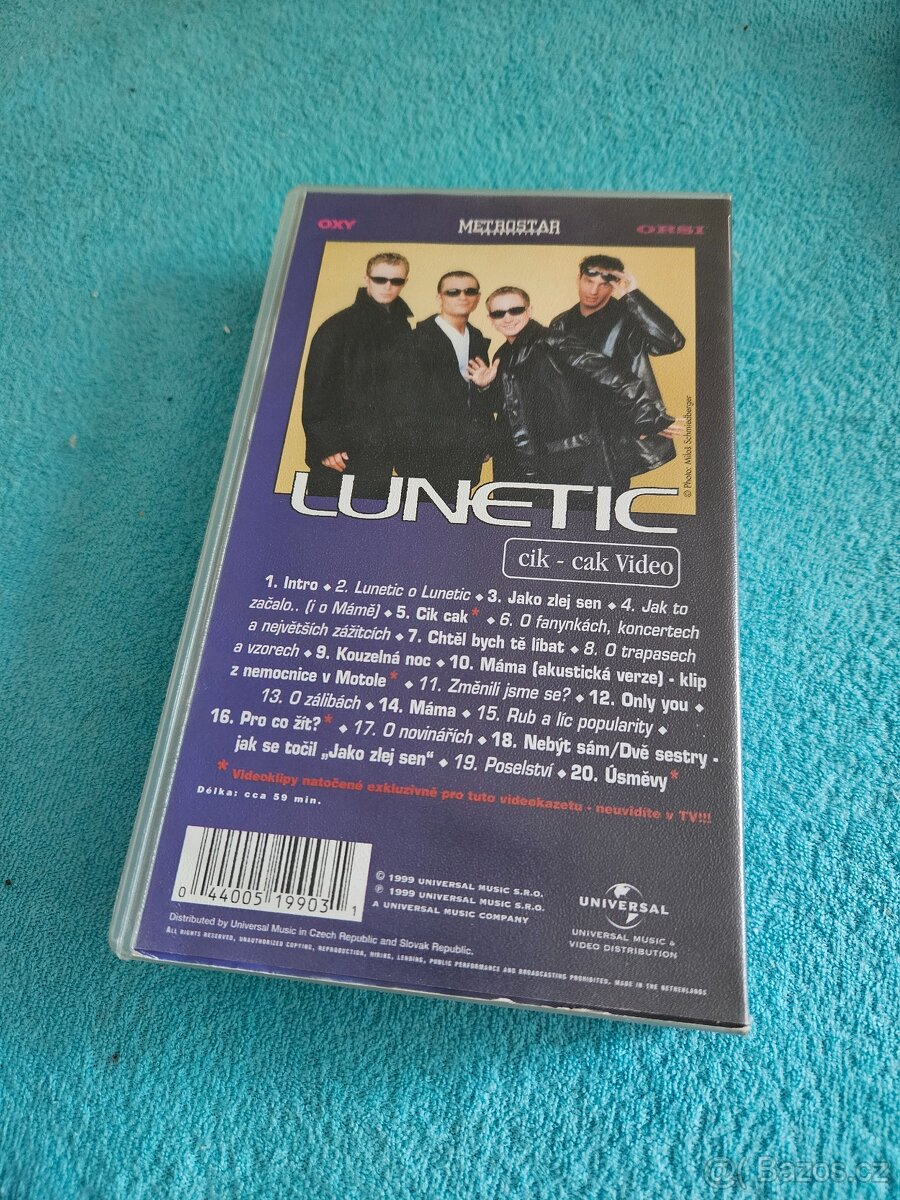 OXY METROSTAR ORSI
© Photo: Miloš Schmiedberger
LUNETIC
cik - cak Video
1. Intro ◆ 2. Lunetic o Lunetic ◆ 3. Jako zlej sen ◆ 4. Jak to
začalo.. (i o Mámě) ◆ 5. Cik cak* ◆ 6. O fanynkách, koncertech
a největších zážitcích ◆ 7. Chtěl bych tě líbat ◆ 8. O trapasech
a vzorech ◆ 9. Kouzelná noc ◆ 10. Máma (akustická verze) - klip
z nemocnice v Motole* ◆ 11. Změnili jsme se? ◆ 12. Only you ◆
13. O zálibách ◆ 14. Máma ◆ 15. Rub a líc popularity ◆
16. Pro co žít?* ◆ 17. O novinářích ◆ 18. Nebýt sám/Dvě sestry -
jak se točil „Jako zlej sen“ ◆ 19. Poselství ◆ 20. Úsměvy*
* Videoklipy natočené exkluzivně pro tuto videokazetu - neuvidíte v TV!!!
Délka: cca 59 min.
0 44005 19903 1
© 1999 UNIVERSAL MUSIC S.R.O.
℗ 1999 UNIVERSAL MUSIC S.R.O.
A UNIVERSAL MUSIC COMPANY
UNIVERSAL
UNIVERSAL MUSIC &
VIDEO DISTRIBUTION
Distributed by Universal Music in Czech Republic and Slovak Republic.
ALL RIGHTS RESERVED, UNAUTHORIZED COPYING, REPRODUCTION, HIRING, LENDING, PUBLIC PERFORMANCE AND BROADCASTING PROHIBITED. MADE IN THE NETHERLANDS
@ Bazos.cz